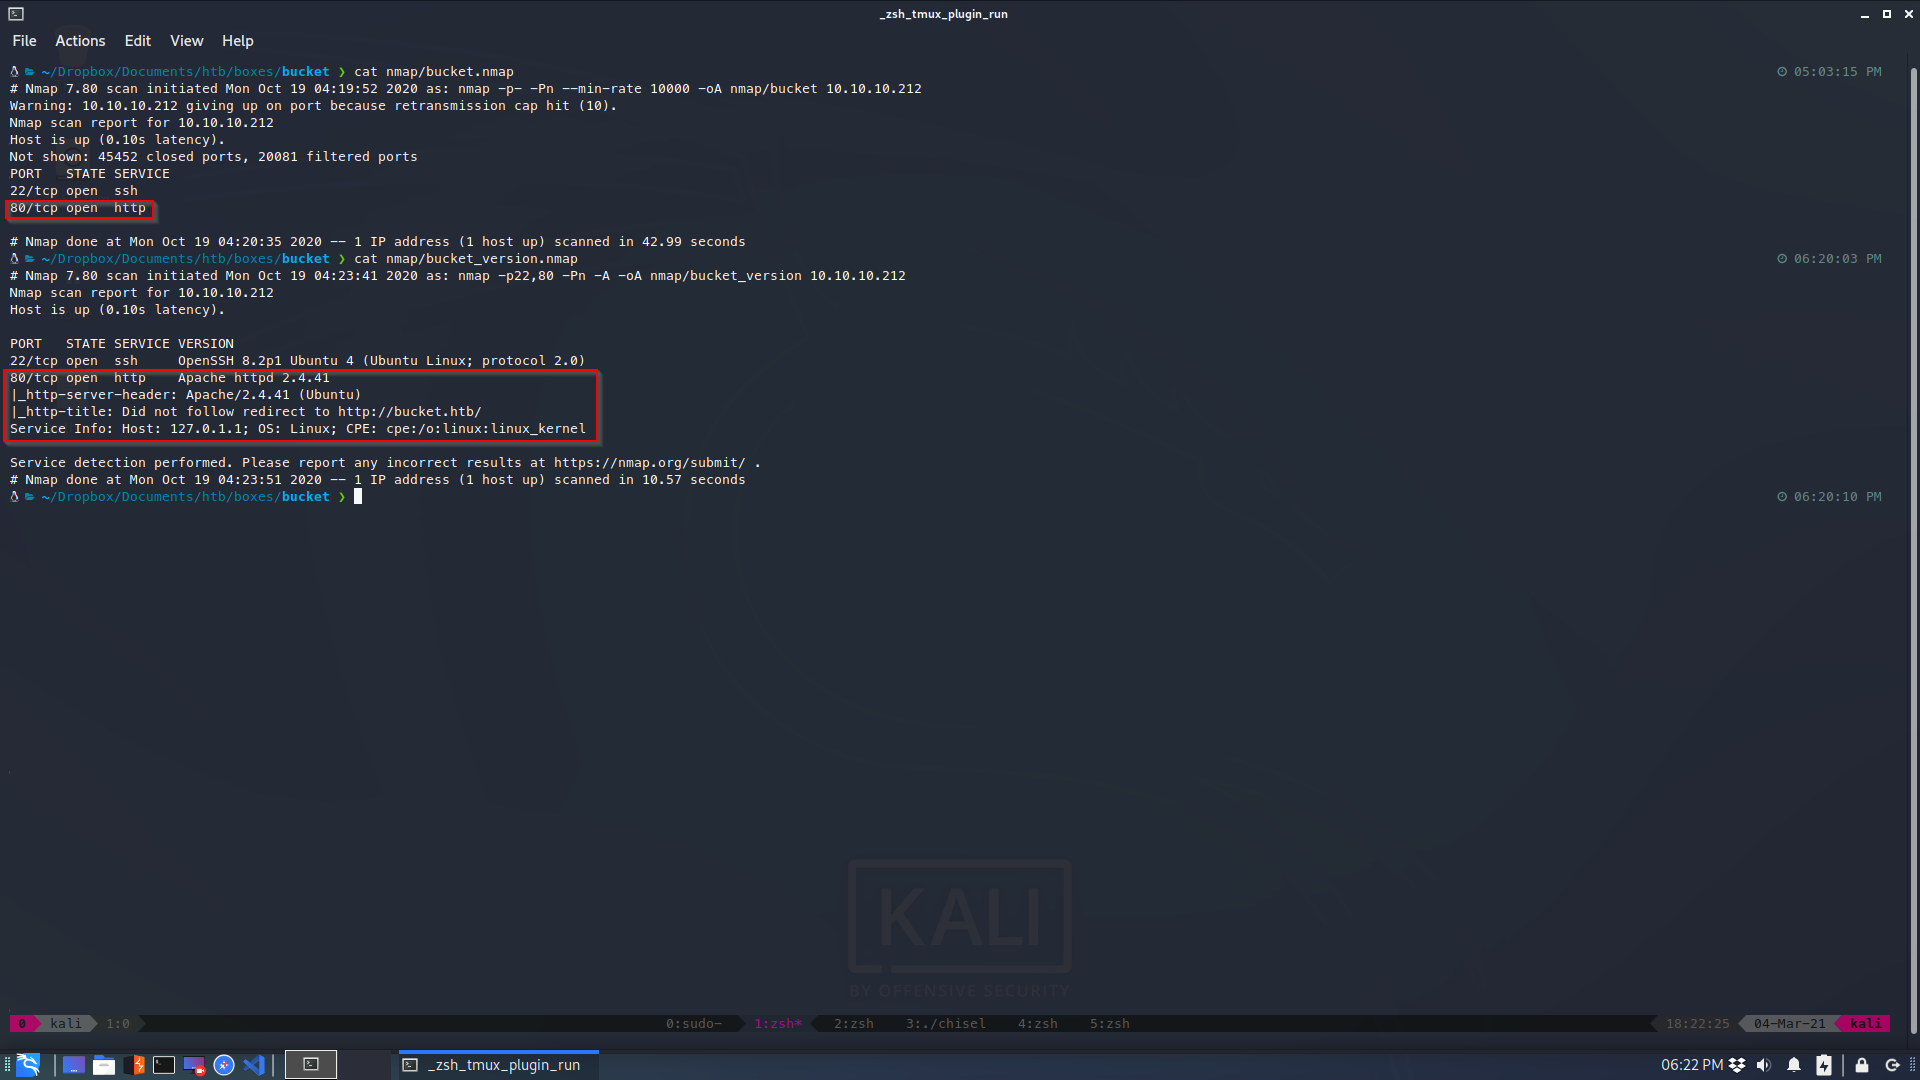 _zsh_tmux_plugin_run
File Actions Edit View Help
~/Dropbox/Documents/htb/boxes/bucket ❯ cat nmap/bucket.nmap 05:03:15 PM
# Nmap 7.80 scan initiated Mon Oct 19 04:19:52 2020 as: nmap -p- -Pn --min-rate 10000 -oA nmap/bucket 10.10.10.212
Warning: 10.10.10.212 giving up on port because retransmission cap hit (10).
Nmap scan report for 10.10.10.212
Host is up (0.10s latency).
Not shown: 45452 closed ports, 20081 filtered ports
PORT   STATE SERVICE
22/tcp open  ssh
80/tcp open  http
# Nmap done at Mon Oct 19 04:20:35 2020 -- 1 IP address (1 host up) scanned in 42.99 seconds
~/Dropbox/Documents/htb/boxes/bucket ❯ cat nmap/bucket_version.nmap 06:20:03 PM
# Nmap 7.80 scan initiated Mon Oct 19 04:23:41 2020 as: nmap -p22,80 -Pn -A -oA nmap/bucket_version 10.10.10.212
Nmap scan report for 10.10.10.212
Host is up (0.10s latency).
PORT   STATE SERVICE VERSION
22/tcp open  ssh     OpenSSH 8.2p1 Ubuntu 4 (Ubuntu Linux; protocol 2.0)
80/tcp open  http    Apache httpd 2.4.41
|_http-server-header: Apache/2.4.41 (Ubuntu)
|_http-title: Did not follow redirect to http://bucket.htb/
Service Info: Host: 127.0.1.1; OS: Linux; CPE: cpe:/o:linux:linux_kernel
Service detection performed. Please report any incorrect results at https://nmap.org/submit/ .
# Nmap done at Mon Oct 19 04:23:51 2020 -- 1 IP address (1 host up) scanned in 10.57 seconds
~/Dropbox/Documents/htb/boxes/bucket ❯ 06:20:10 PM
KALI
BY OFFENSIVE SECURITY
0 kali 1:0 0:sudo- 1:zsh* 2:zsh 3:./chisel 4:zsh 5:zsh 18:22:25 04-Mar-21 kali
_zsh_tmux_plugin_run 06:22 PM